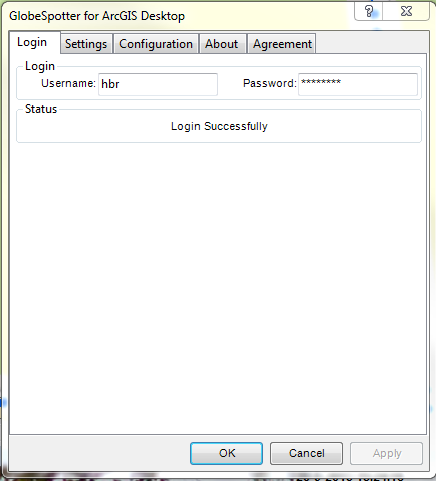 GlobeSpotter for ArcGIS Desktop
Login Settings Configuration About Agreement
Login
Username: hbr Password: ********
Status
Login Successfully
OK Cancel Apply